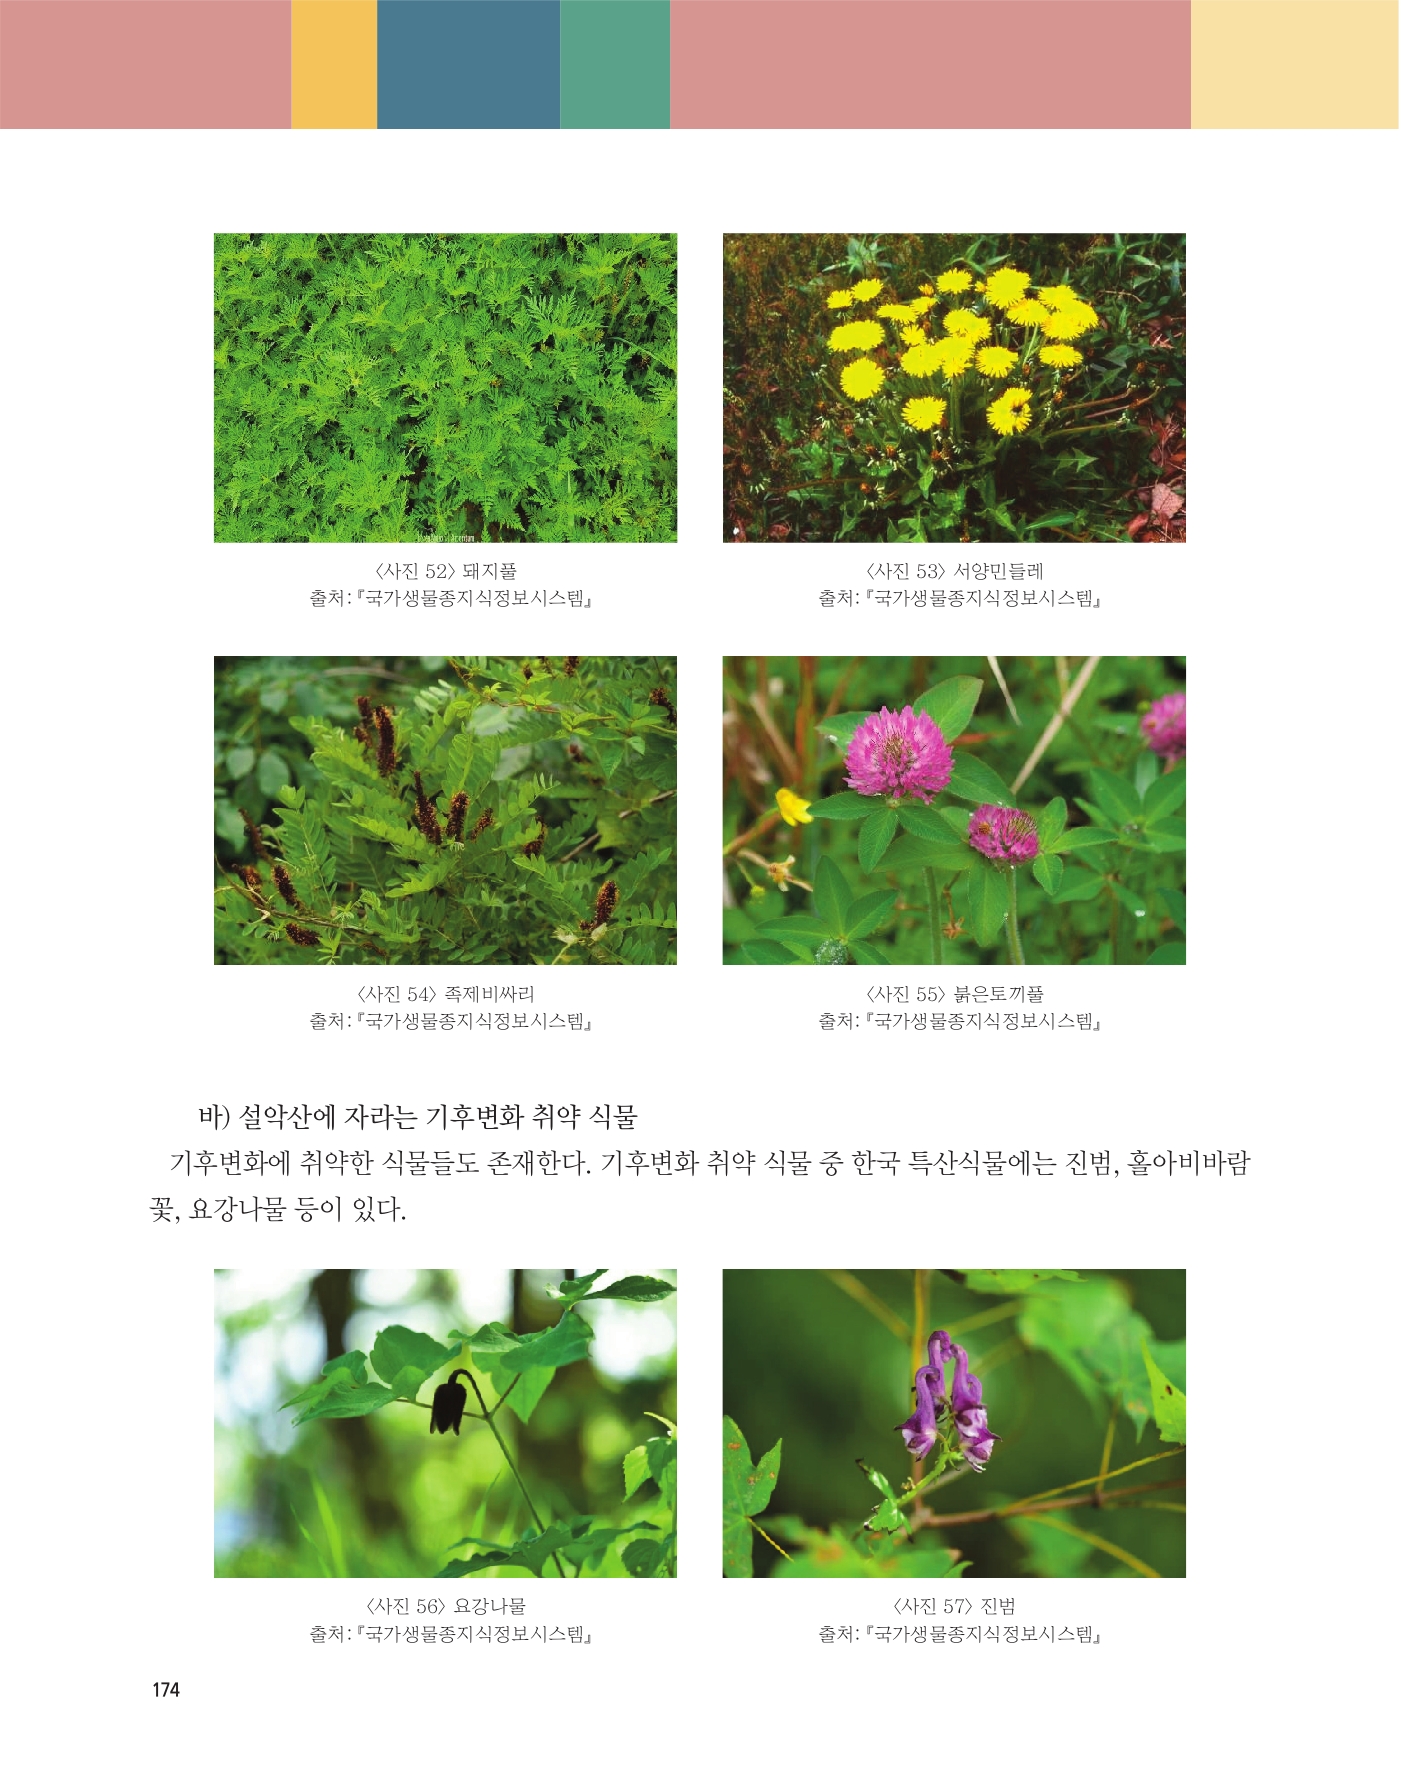 〈사진 52〉 돼지풀
출처: 『국가생물종지식정보시스템』
〈사진 53〉 서양민들레
출처: 『국가생물종지식정보시스템』
〈사진 54〉 족제비싸리
출처: 『국가생물종지식정보시스템』
〈사진 55〉 붉은토끼풀
출처: 『국가생물종지식정보시스템』
바) 설악산에 자라는 기후변화 취약 식물
기후변화에 취약한 식물들도 존재한다. 기후변화 취약 식물 중 한국 특산식물에는 진범, 홀아비바람
꽃, 요강나물 등이 있다.
〈사진 56〉 요강나물
출처: 『국가생물종지식정보시스템』
〈사진 57〉 진범
출처: 『국가생물종지식정보시스템』
174